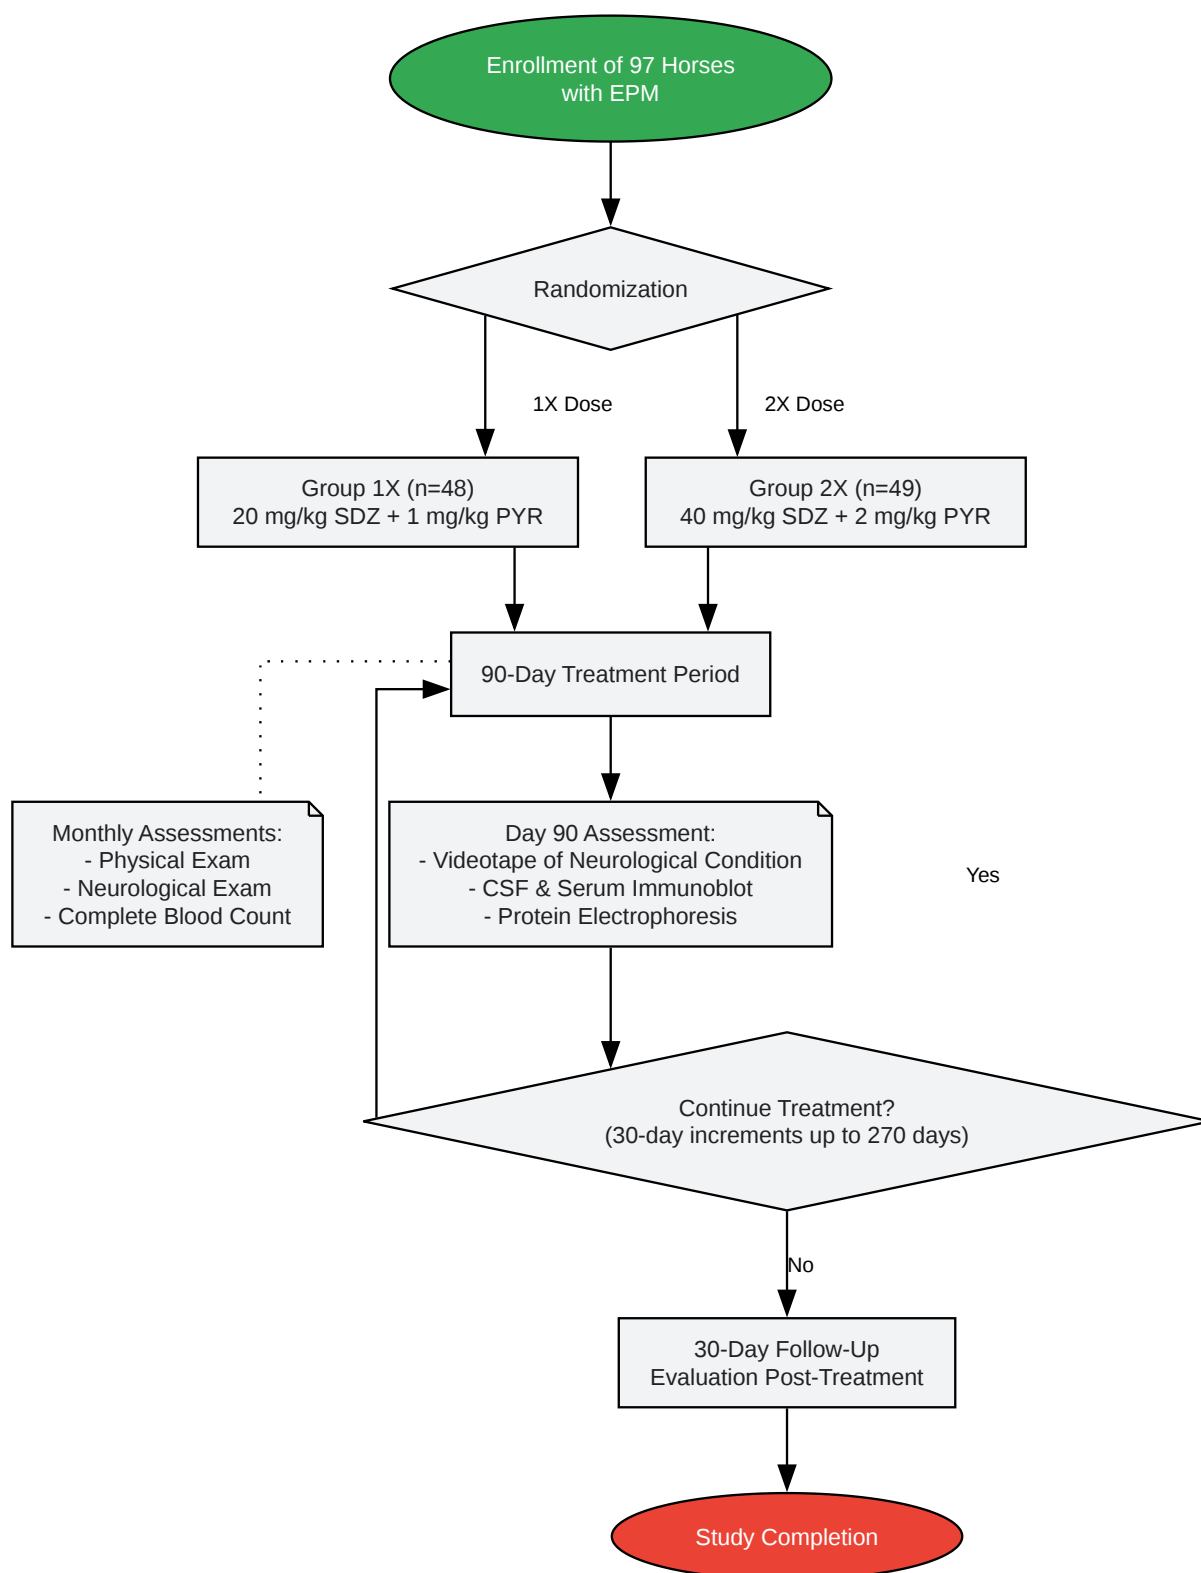 Enrollment of 97 Horses
with EPM
Randomization
1X Dose
2X Dose
Group 1X (n=48)
20 mg/kg SDZ + 1 mg/kg PYR
Group 2X (n=49)
40 mg/kg SDZ + 2 mg/kg PYR
90-Day Treatment Period
Monthly Assessments:
- Physical Exam
- Neurological Exam
- Complete Blood Count
Day 90 Assessment:
- Videotape of Neurological Condition
- CSF & Serum Immunoblot
- Protein Electrophoresis
Yes
Continue Treatment?
(30-day increments up to 270 days)
No
30-Day Follow-Up
Evaluation Post-Treatment
Study Completion